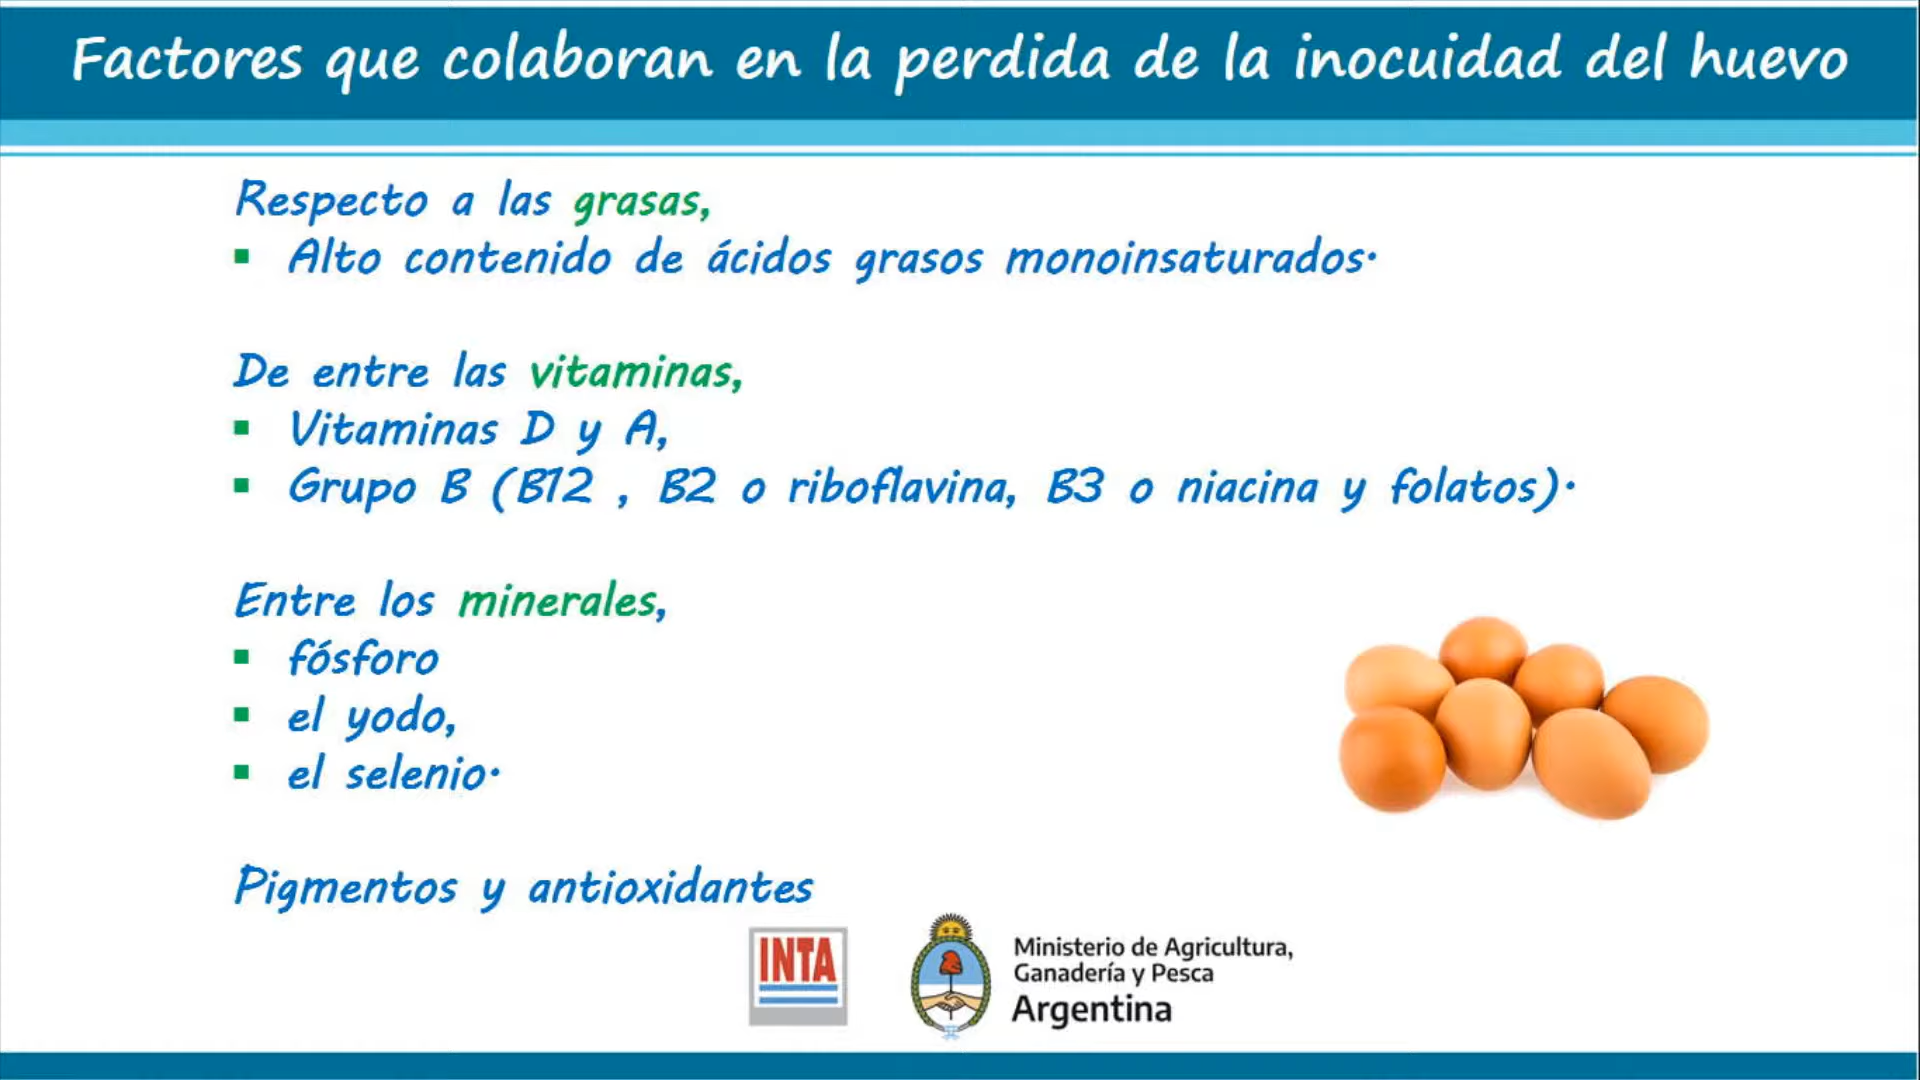 Factores que colaboran en la perdida de la inocuidad del huevo
Respecto a las grasas,
▪ Alto contenido de ácidos grasos monoinsaturados.
De entre las vitaminas,
▪ Vitaminas D y A,
▪ Grupo B (B12 , B2 o riboflavina, B3 o niacina y folatos).
Entre los minerales,
▪ fósforo
▪ el yodo,
▪ el selenio.
Pigmentos y antioxidantes
INTA
Ministerio de Agricultura,
Ganadería y Pesca
Argentina